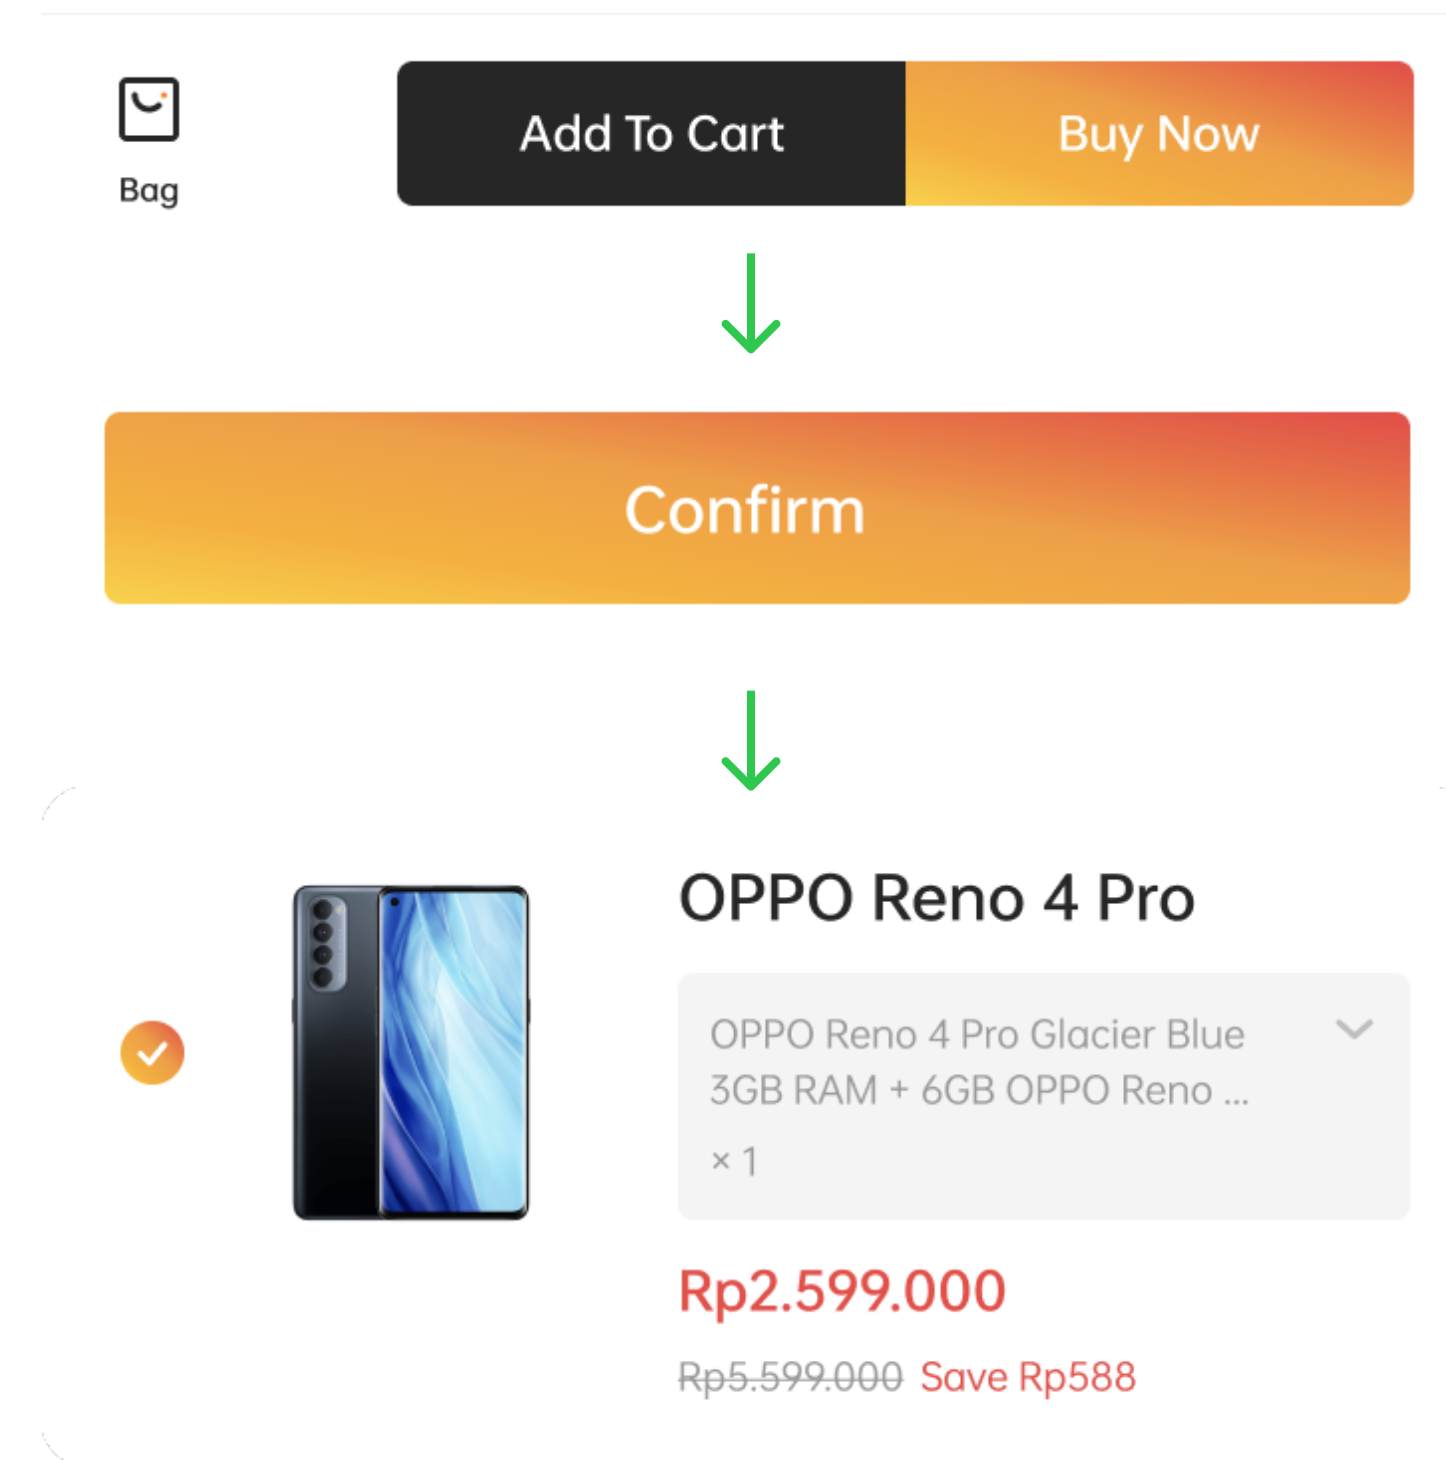 Bag
Add To Cart
Buy Now
Confirm
OPPO Reno 4 Pro
OPPO Reno 4 Pro Glacier Blue
3GB RAM + 6GB OPPO Reno ...
× 1
Rp2.599.000
Rp5.599.000 Save Rp588